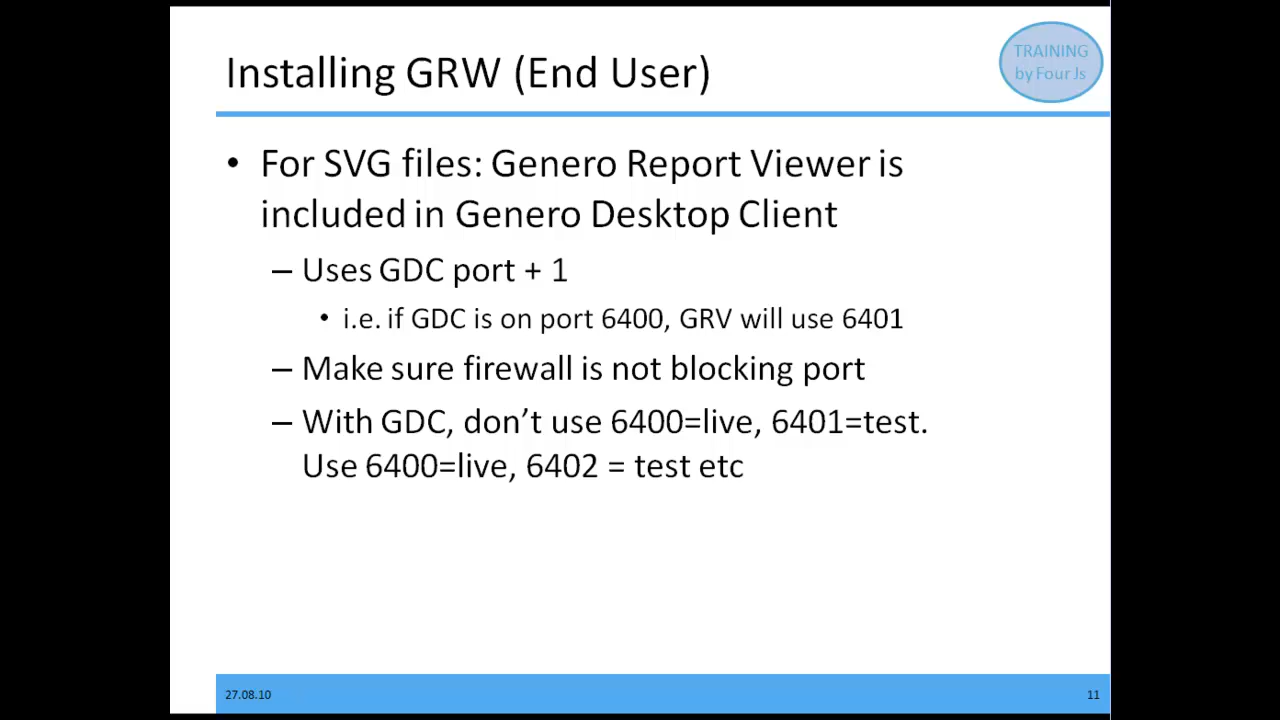 Installing GRW (End User)
TRAINING
by Four Js
• For SVG files: Genero Report Viewer is
included in Genero Desktop Client
– Uses GDC port + 1
• i.e. if GDC is on port 6400, GRV will use 6401
– Make sure firewall is not blocking port
– With GDC, don’t use 6400=live, 6401=test.
Use 6400=live, 6402 = test etc
27.08.10
11